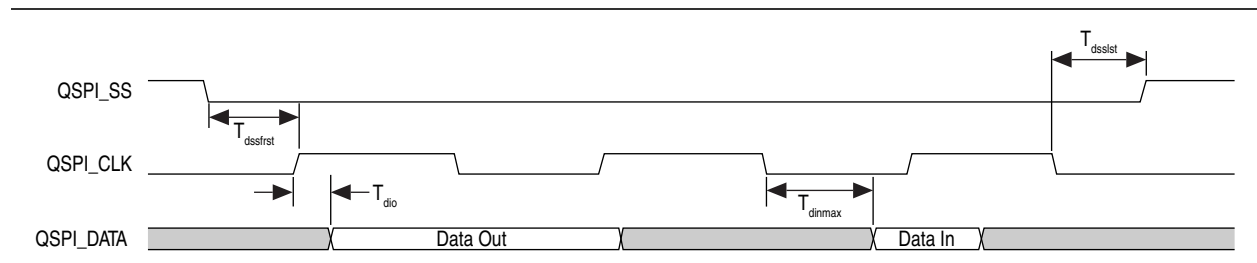 T_dsslst
QSPI_SS
T_dssfrst
QSPI_CLK
T_dio
T_dinmax
QSPI_DATA Data Out Data In